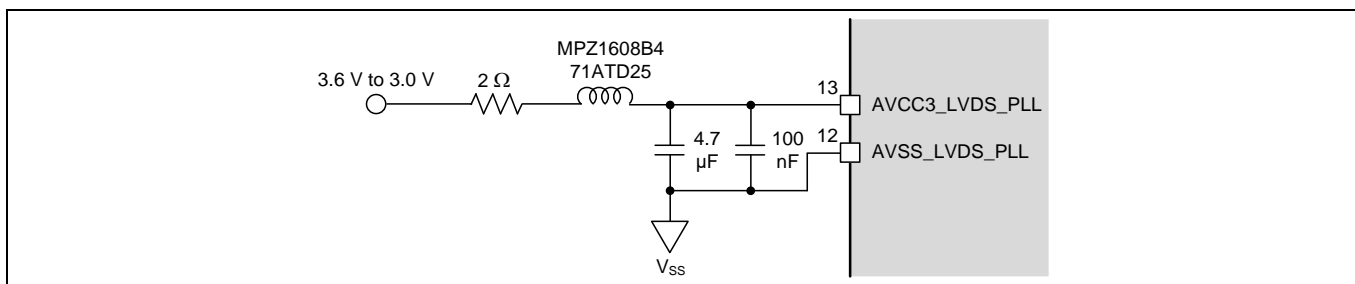 MPZ1608B4
71ATD25
3.6 V to 3.0 V
2 Ω
13
AVCC3_LVDS_PLL
12
AVSS_LVDS_PLL
4.7
µF
100
nF
VSS